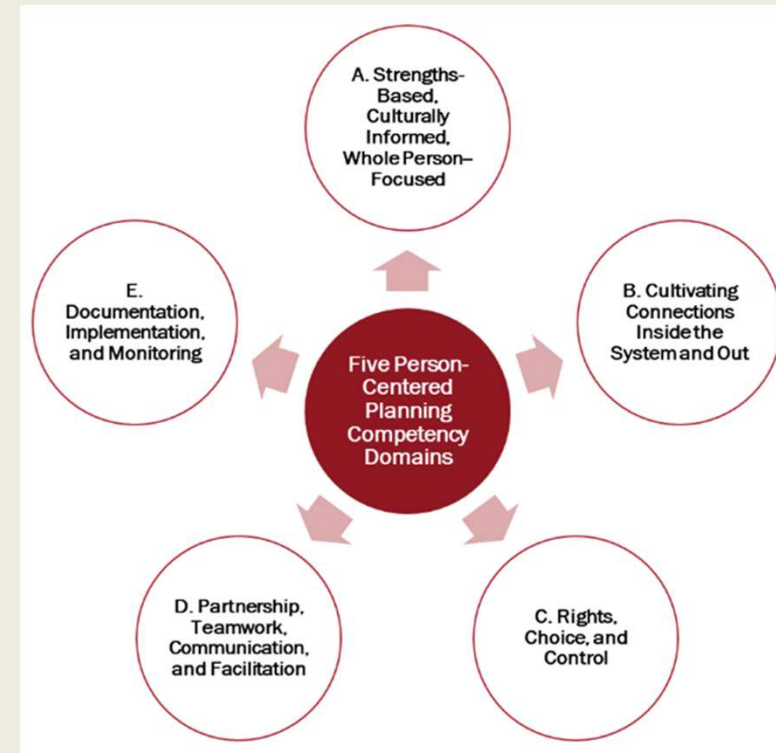 A. Strengths-
Based,
Culturally
Informed,
Whole Person–
Focused
B. Cultivating
Connections
Inside the
System and Out
C. Rights,
Choice, and
Control
D. Partnership,
Teamwork,
Communication,
and Facilitation
E.
Documentation,
Implementation,
and Monitoring
Five Person-
Centered
Planning
Competency
Domains